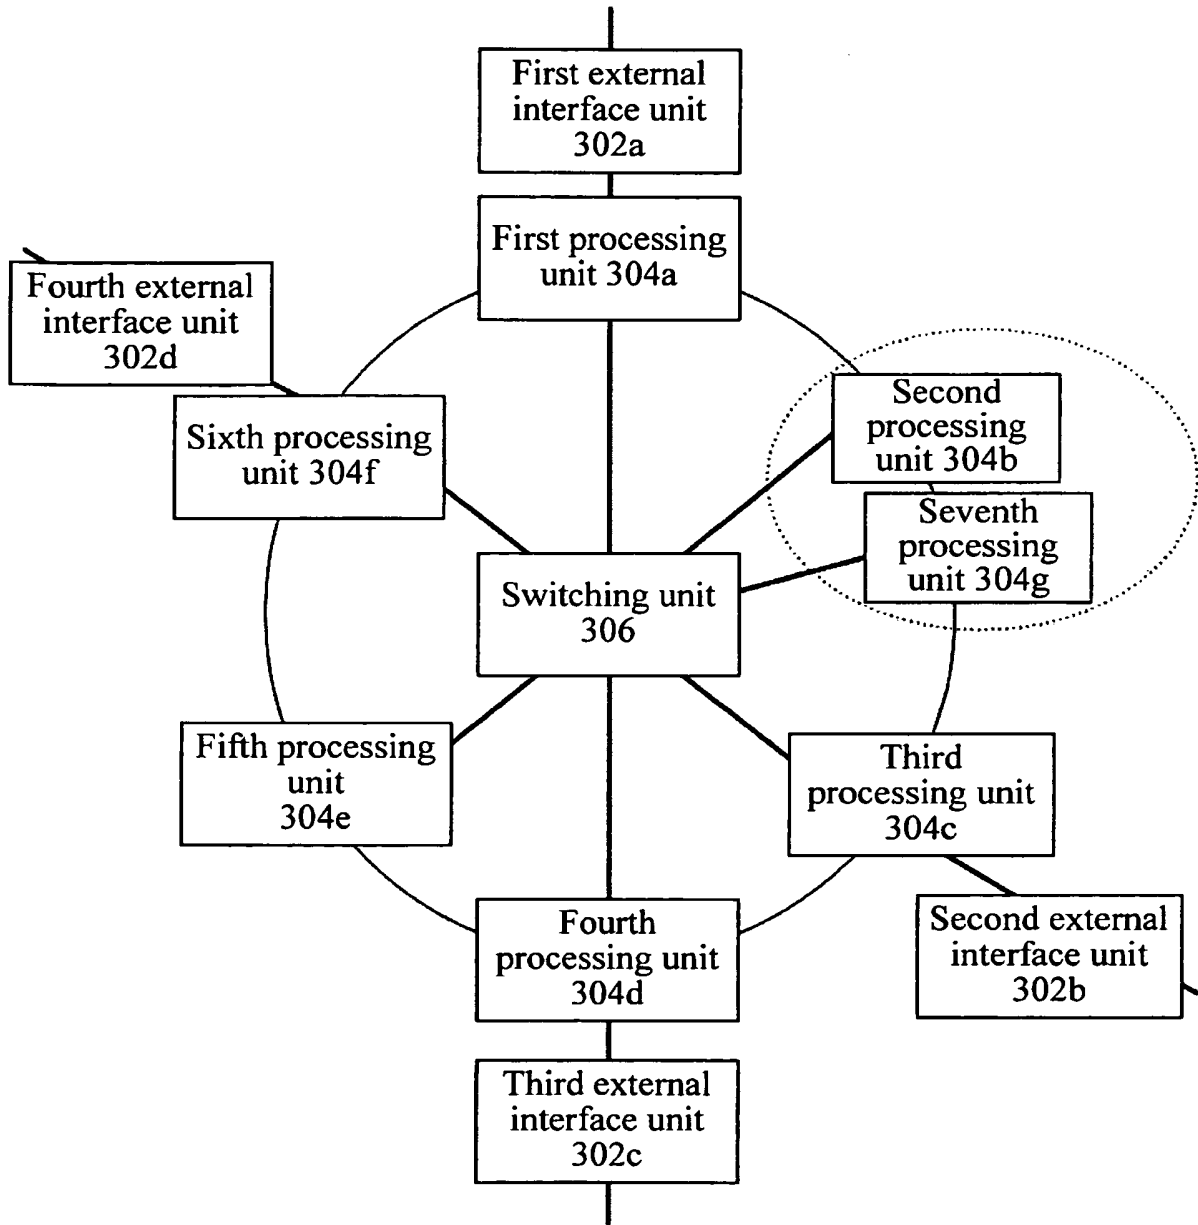 First external
interface unit
302a
First processing
unit 304a
Fourth external
interface unit
302d
Second
processing
unit 304b
Sixth processing
unit 304f
Seventh
processing
unit 304g
Switching unit
306
Fifth processing
unit
304e
Third
processing unit
304c
Fourth
processing unit
304d
Second external
interface unit
302b
Third external
interface unit
302c